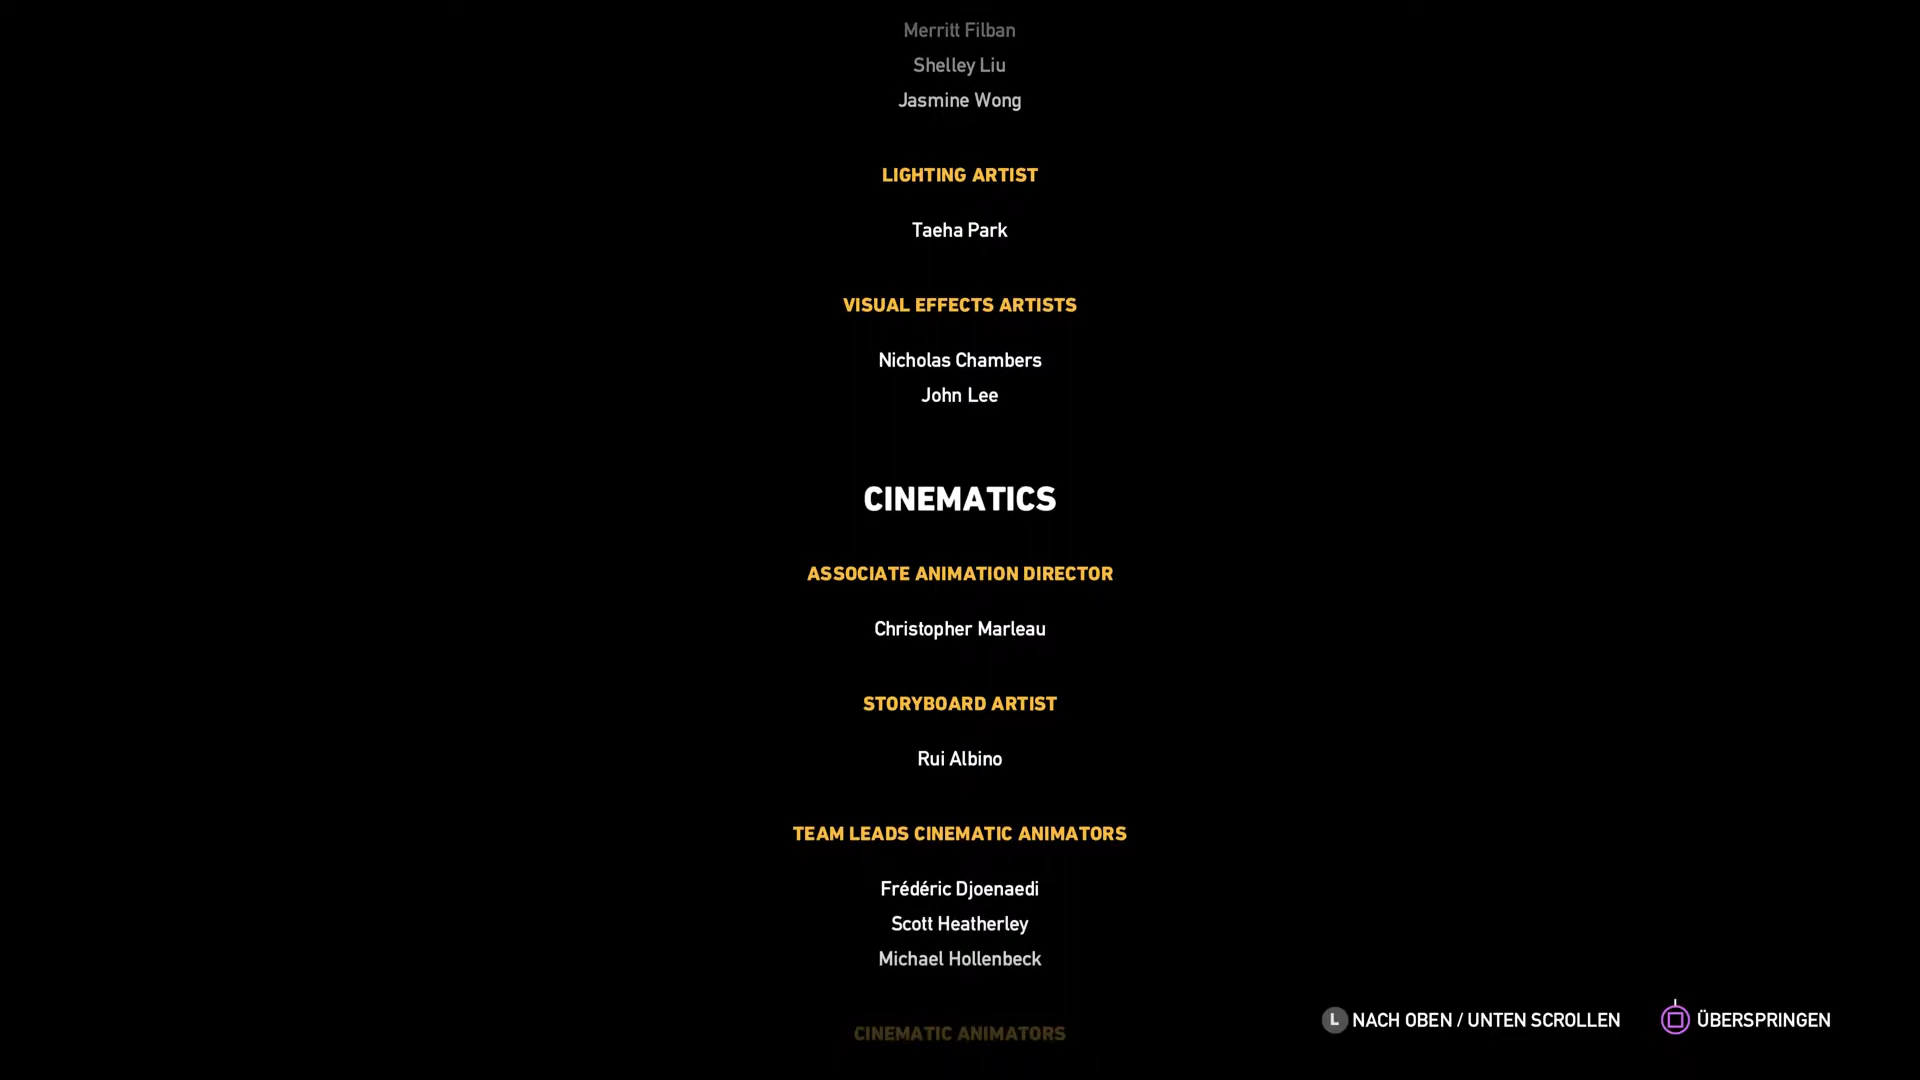 Merritt Filban
Shelley Liu
Jasmine Wong
LIGHTING ARTIST
Taeha Park
VISUAL EFFECTS ARTISTS
Nicholas Chambers
John Lee
CINEMATICS
ASSOCIATE ANIMATION DIRECTOR
Christopher Marleau
STORYBOARD ARTIST
Rui Albino
TEAM LEADS CINEMATIC ANIMATORS
Frédéric Djoenaedi
Scott Heatherley
Michael Hollenbeck
CINEMATIC ANIMATORS
L NACH OBEN / UNTEN SCROLLEN
ÜBERSPRINGEN